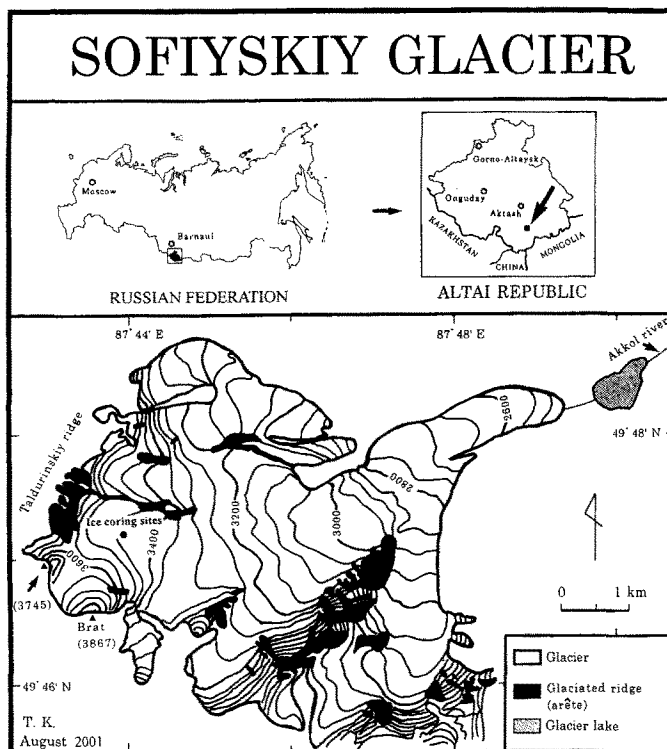 SOFIYSKIY GLACIER
Moscow
Barnaul
RUSSIAN FEDERATION
Gorno-Altaysk
Onguday
Aktash
KAZAKHSTAN
CHINA
MONGOLIA
ALTAI REPUBLIC
87° 44' E
87° 48' E
Akkol river
49° 48' N
2600
2800
3000
3200
3400
3600
Taldurinskiy ridge
Ice coring sites
(3745)
Brat
(3867)
0 1 km
49° 46' N
Glacier
Glaciated ridge
(arête)
Glacier lake
T. K.
August 2001